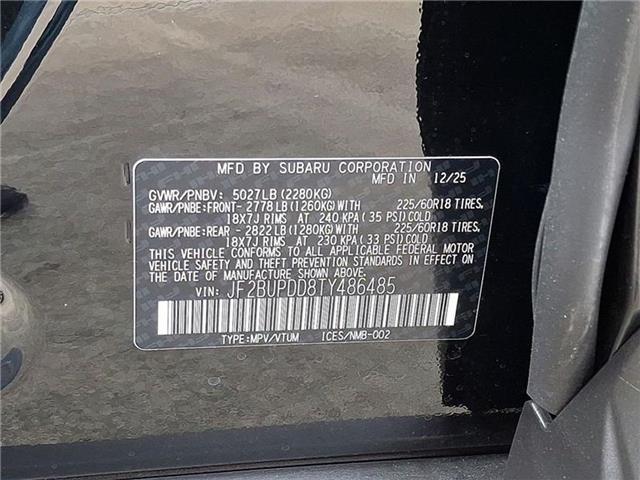 MFD BY SUBARU CORPORATION
MFD IN 12/25
GVWR/PNBV: 5027LB (2280KG)
GAWR/PNBE:FRONT- 2778 LB (1260KG) WITH 225/60R18 TIRES,
18X7J RIMS AT 240 KPA (35 PSI) COLD
GAWR/PNBE:REAR - 2822 LB (1280KG) WITH 225/60R18 TIRES,
18X7J RIMS AT 230 KPA (33 PSI) COLD
THIS VEHICLE CONFORMS TO ALL APPLICABLE FEDERAL MOTOR
VEHICLE SAFETY AND THEFT PREVENTION STANDARDS IN EFFECT ON
THE DATE OF MANUFACTURE SHOWN ABOVE.
VIN: JF2BUPDD8TY486485
TYPE:MPV/VTUM ICES/NMB-002